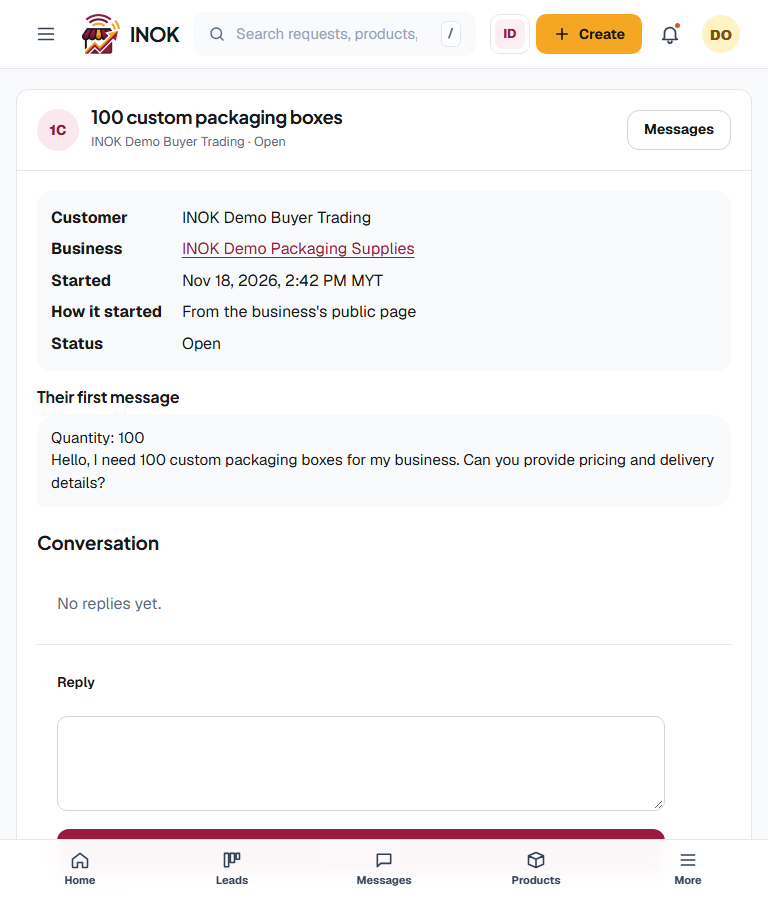 INOK
Search requests, products,
/
ID
Create
DO
1C
100 custom packaging boxes
INOK Demo Buyer Trading · Open
Messages
Customer INOK Demo Buyer Trading
Business INOK Demo Packaging Supplies
Started Nov 18, 2026, 2:42 PM MYT
How it started From the business's public page
Status Open
Their first message
Quantity: 100
Hello, I need 100 custom packaging boxes for my business. Can you provide pricing and delivery
details?
Conversation
No replies yet.
Reply
Home
Leads
Messages
Products
More